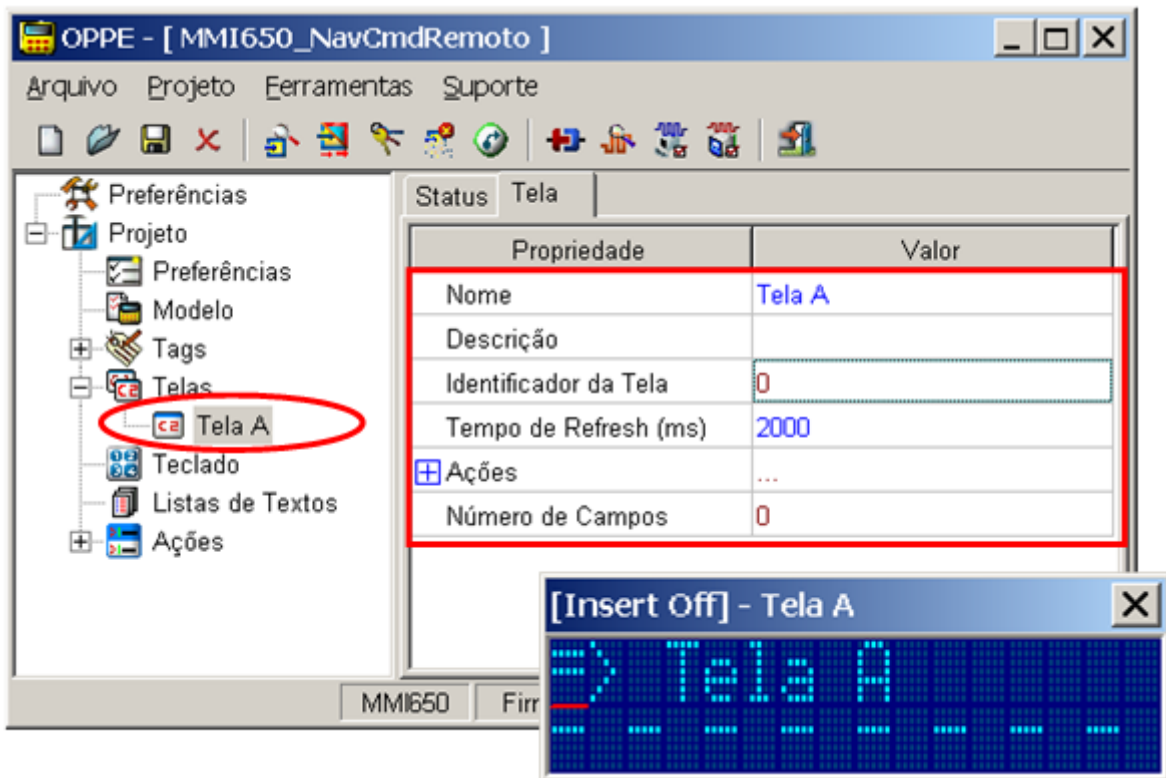 OPPE - [ MMI650_NavCmdRemoto ]
Arquivo Projeto Eerramentas Suporte
Preferências
Projeto
Preferências
Modelo
Tags
Telas
Tela A
Teclado
Listas de Textos
Ações
Status Tela
Propriedade Valor
Nome Tela A
Descrição
Identificador da Tela 0
Tempo de Refresh (ms) 2000
Ações ...
Número de Campos 0
MMI650
[Insert Off] - Tela A
=> Tela A
- - - - - - - -